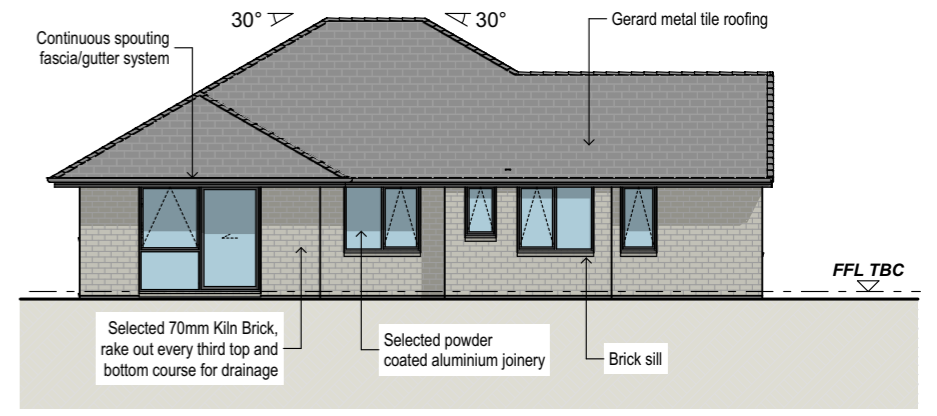 30°
30°
Gerard metal tile roofing
Continuous spouting
fascia/gutter system
FFL TBC
Selected 70mm Kiln Brick,
rake out every third top and
bottom course for drainage
Selected powder
coated aluminium joinery
Brick sill